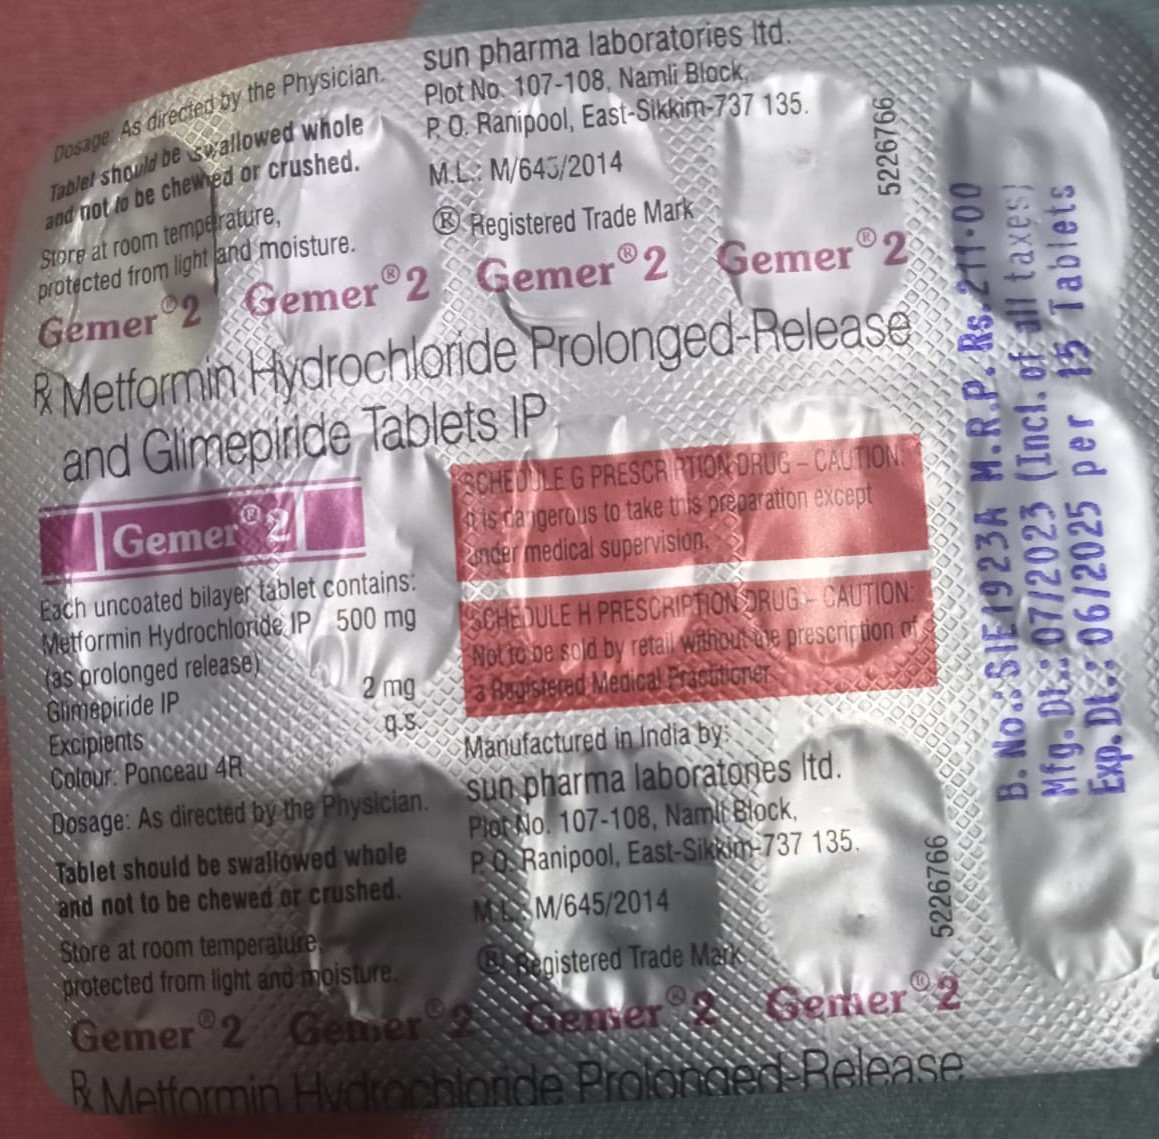 Dosage: As directed by the Physician.
Tablet should be swallowed whole
and not to be chewed or crushed.
Store at room temperature,
protected from light and moisture.
sun pharma laboratories ltd.
Plot No. 107-108, Namli Block,
P.O. Ranipool, East-Sikkim-737 135.
M.L.: M/645/2014
® Registered Trade Mark
5226766
Gemer® 2 Gemer® 2 Gemer® 2 Gemer® 2
℞ Metformin Hydrochloride Prolonged-Release
and Glimepiride Tablets IP
Gemer® 2
Each uncoated bilayer tablet contains:
Metformin Hydrochloride IP 500 mg
(as prolonged release)
Glimepiride IP 2 mg
Excipients q.s.
Colour: Ponceau 4R
Dosage: As directed by the Physician.
Tablet should be swallowed whole
and not to be chewed or crushed.
Store at room temperature,
protected from light and moisture.
SCHEDULE G PRESCRIPTION DRUG – CAUTION:
It is dangerous to take this preparation except
under medical supervision.
SCHEDULE H PRESCRIPTION DRUG – CAUTION:
Not to be sold by retail without the prescription of
a Registered Medical Practitioner
Manufactured in India by:
sun pharma laboratories ltd.
Plot No. 107-108, Namli Block,
P.O. Ranipool, East-Sikkim-737 135.
M.L.: M/645/2014
® Registered Trade Mark
5226766
Gemer® 2 Gemer® 2 Gemer® 2 Gemer® 2
℞ Metformin Hydrochloride Prolonged-Release
B. No.: SIE1923A M.R.P. Rs. 211.00
Mfg. Dt.: 07/2023 (Incl. of all taxes)
Exp. Dt.: 06/2025 per 15 Tablets